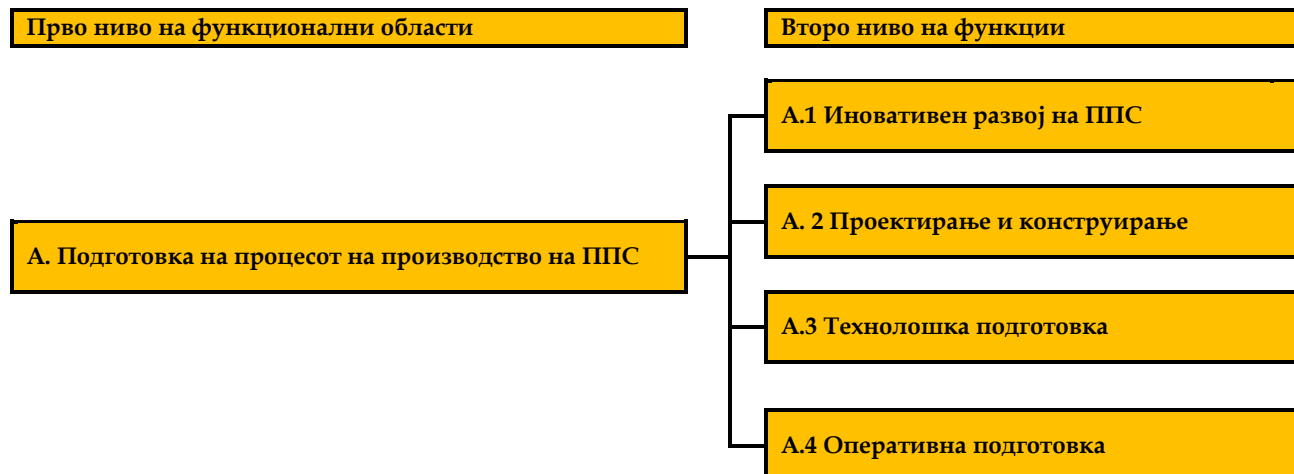 Прво ниво на функционални области
Второ ниво на функции
А.1 Иновативен развој на ППС
А. 2 Проектирање и конструирање
А. Подготовка на процесот на производство на ППС
А.3 Технолошка подготовка
А.4 Оперативна подготовка